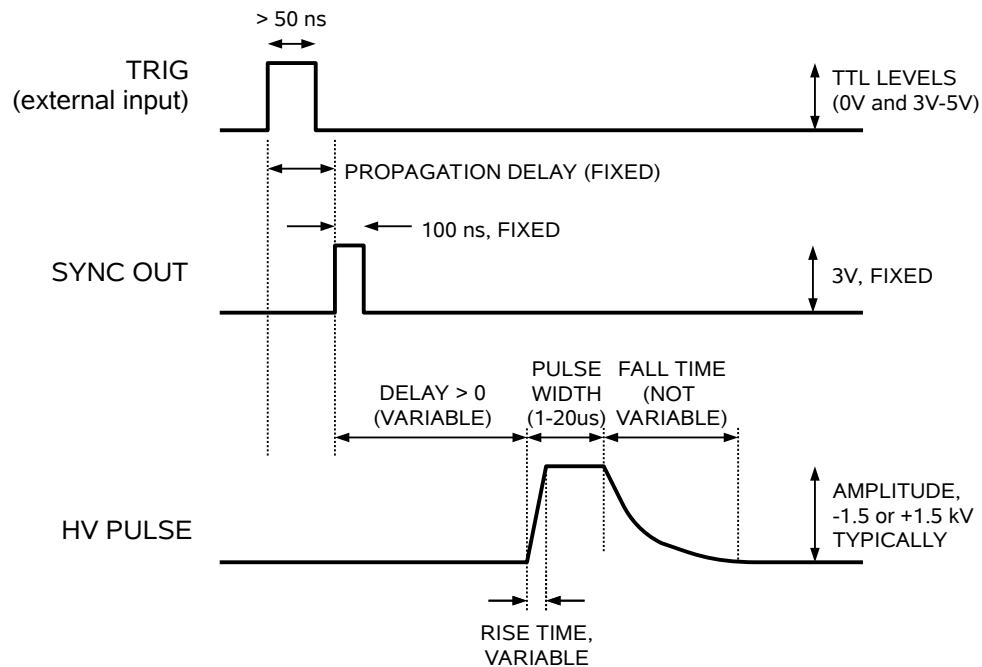 > 50 ns
TRIG
(external input)
TTL LEVELS
(0V and 3V-5V)
PROPAGATION DELAY (FIXED)
100 ns, FIXED
SYNC OUT
3V, FIXED
DELAY > 0
(VARIABLE)
PULSE
WIDTH
(1-20us)
FALL TIME
(NOT
VARIABLE)
HV PULSE
AMPLITUDE,
-1.5 or +1.5 kV
TYPICALLY
RISE TIME,
VARIABLE